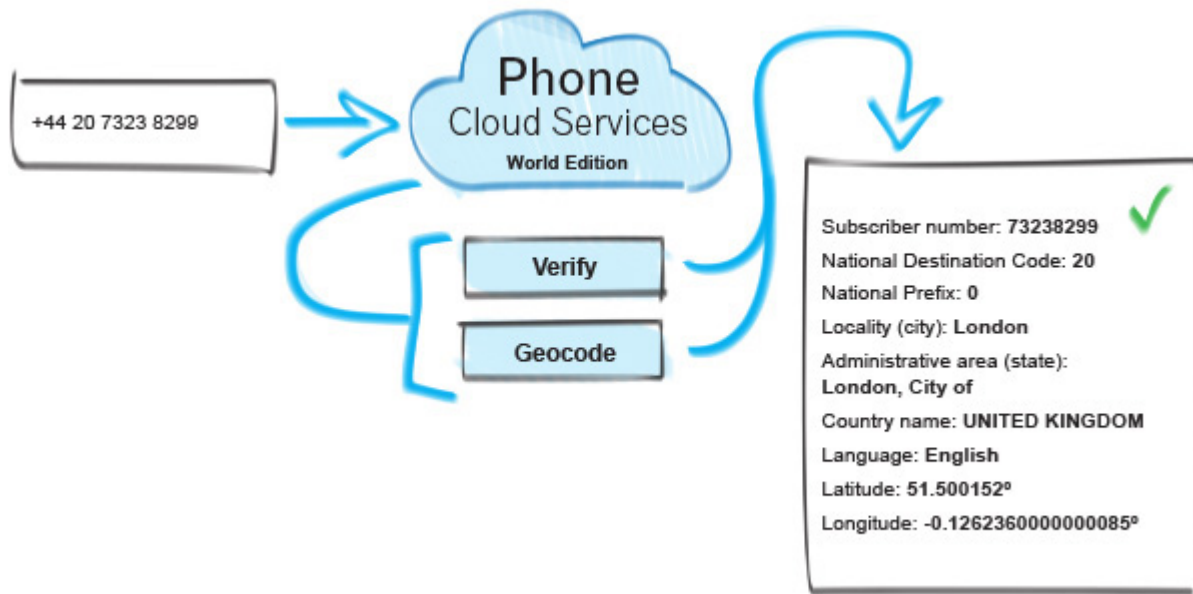 +44 20 7323 8299
Phone
Cloud Services
World Edition
Verify
Geocode
Subscriber number: 73238299
National Destination Code: 20
National Prefix: 0
Locality (city): London
Administrative area (state):
London, City of
Country name: UNITED KINGDOM
Language: English
Latitude: 51.500152º
Longitude: -0.1262360000000085º